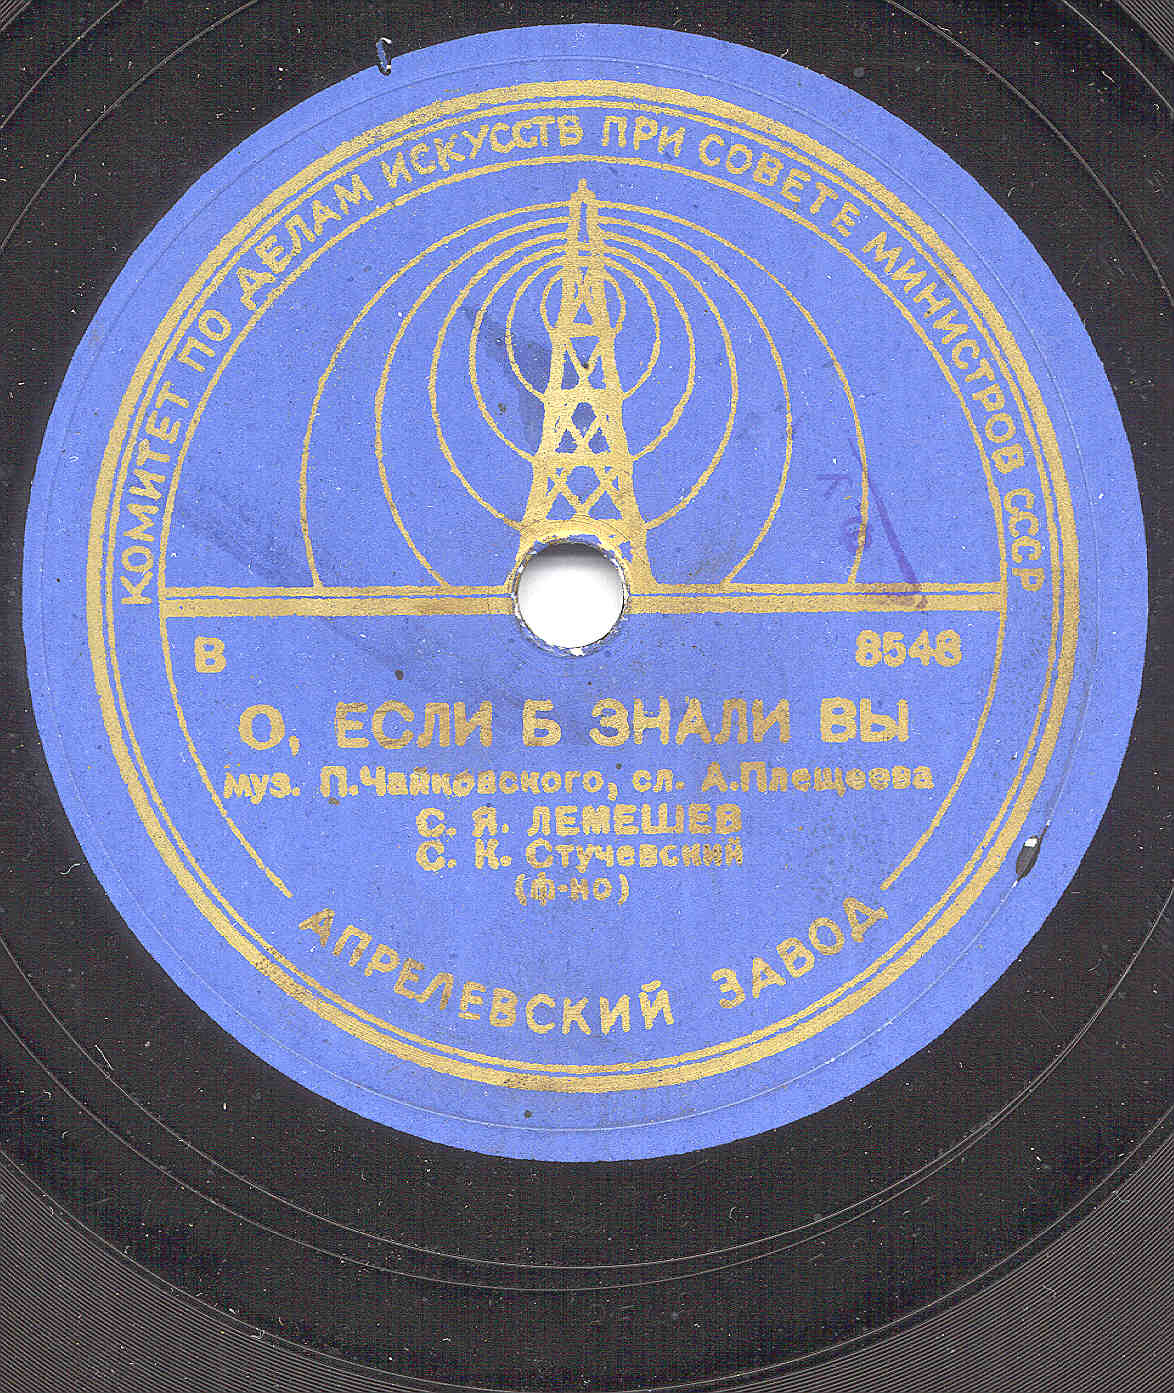 КОМИТЕТ ПО ДЕЛАМ ИСКУССТВ ПРИ СОВЕТЕ МИНИСТРОВ СССР
В 8548
О, ЕСЛИ Б ЗНАЛИ ВЫ
муз. П.Чайковского, сл. А.Плещеева
С. Я. ЛЕМЕШЕВ
С. К. Стучевский
(ф-но)
АПРЕЛЕВСКИЙ ЗАВОД